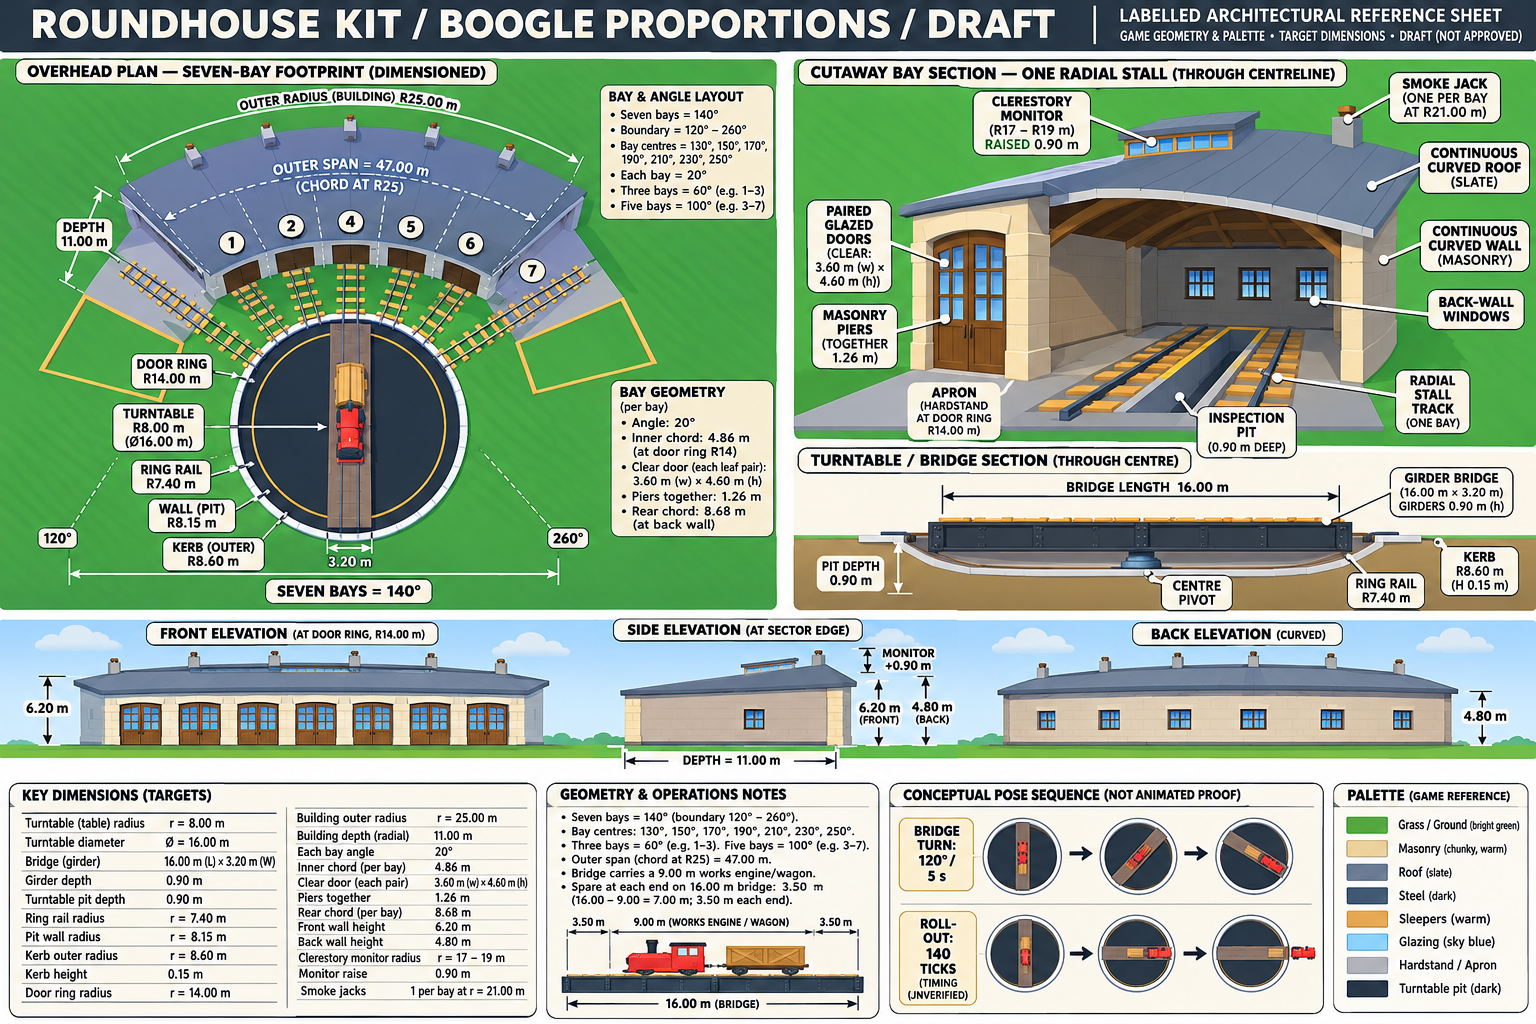 ROUNDHOUSE KIT / BOOGLE PROPORTIONS / DRAFT
LABELLED ARCHITECTURAL REFERENCE SHEET
GAME GEOMETRY & PALETTE • TARGET DIMENSIONS • DRAFT (NOT APPROVED)
OVERHEAD PLAN — SEVEN-BAY FOOTPRINT (DIMENSIONED)
OUTER RADIUS (BUILDING) R25.00 m
OUTER SPAN = 47.00 m
(CHORD AT R25)
DEPTH
11.00 m
1
2
4
5
6
7
DOOR RING
R14.00 m
TURNTABLE
R8.00 m
(Ø16.00 m)
RING RAIL
R7.40 m
WALL (PIT)
R8.15 m
KERB (OUTER)
R8.60 m
120°
260°
3.20 m
SEVEN BAYS = 140°
BAY & ANGLE LAYOUT
• Seven bays = 140°
• Boundary = 120° – 260°
• Bay centres = 130°, 150°, 170°,
190°, 210°, 230°, 250°
• Each bay = 20°
• Three bays = 60° (e.g. 1–3)
• Five bays = 100° (e.g. 3–7)
BAY GEOMETRY
(per bay)
• Angle: 20°
• Inner chord: 4.86 m
(at door ring R14)
• Clear door (each leaf pair):
3.60 m (w) × 4.60 m (h)
• Piers together: 1.26 m
• Rear chord: 8.68 m
(at back wall)
CUTAWAY BAY SECTION — ONE RADIAL STALL (THROUGH CENTRELINE)
CLERESTORY
MONITOR
(R17 – R19 m)
RAISED 0.90 m
SMOKE JACK
(ONE PER BAY
AT R21.00 m)
CONTINUOUS
CURVED ROOF
(SLATE)
PAIRED
GLAZED
DOORS
(CLEAR:
3.60 m (w) ×
4.60 m (h))
CONTINUOUS
CURVED WALL
(MASONRY)
BACK-WALL
WINDOWS
MASONRY
PIERS
(TOGETHER
1.26 m)
APRON
(HARDSTAND
AT DOOR RING
R14.00 m)
INSPECTION
PIT
(0.90 m DEEP)
RADIAL
STALL
TRACK
(ONE BAY)
TURNTABLE / BRIDGE SECTION (THROUGH CENTRE)
BRIDGE LENGTH 16.00 m
GIRDER BRIDGE
(16.00 m × 3.20 m)
GIRDERS 0.90 m (h)
PIT DEPTH
0.90 m
CENTRE
PIVOT
RING RAIL
R7.40 m
KERB
R8.60 m
(H 0.15 m)
FRONT ELEVATION (AT DOOR RING, R14.00 m)
6.20 m
SIDE ELEVATION (AT SECTOR EDGE)
MONITOR
+0.90 m
6.20 m
(FRONT)
4.80 m
(BACK)
DEPTH = 11.00 m
BACK ELEVATION (CURVED)
4.80 m
KEY DIMENSIONS (TARGETS)
Turntable (table) radius r = 8.00 m
Turntable diameter Ø = 16.00 m
Bridge (girder) 16.00 m (L) × 3.20 m (W)
Girder depth 0.90 m
Turntable pit depth 0.90 m
Ring rail radius r = 7.40 m
Pit wall radius r = 8.15 m
Kerb outer radius r = 8.60 m
Kerb height 0.15 m
Door ring radius r = 14.00 m
Building outer radius r = 25.00 m
Building depth (radial) 11.00 m
Each bay angle 20°
Inner chord (per bay) 4.86 m
Clear door (each pair) 3.60 m (w) × 4.60 m (h)
Piers together 1.26 m
Rear chord (per bay) 8.68 m
Front wall height 6.20 m
Back wall height 4.80 m
Clerestory monitor radius r = 17 – 19 m
Monitor raise 0.90 m
Smoke jacks 1 per bay at r = 21.00 m
GEOMETRY & OPERATIONS NOTES
• Seven bays = 140° (boundary 120° – 260°).
• Bay centres: 130°, 150°, 170°, 190°, 210°, 230°, 250°.
• Three bays = 60° (e.g. 1–3). Five bays = 100° (e.g. 3–7).
• Outer span (chord at R25) = 47.00 m.
• Bridge carries a 9.00 m works engine/wagon.
• Spare at each end on 16.00 m bridge: 3.50 m
(16.00 – 9.00 = 7.00 m; 3.50 m each end).
3.50 m
9.00 m (WORKS ENGINE / WAGON)
3.50 m
16.00 m (BRIDGE)
CONCEPTUAL POSE SEQUENCE (NOT ANIMATED PROOF)
BRIDGE
TURN:
120° /
5 s
ROLL-
OUT:
140
TICKS
(TIMING
(JNVERIFIED)
PALETTE (GAME REFERENCE)
Grass / Ground (bright green)
Masonry (chunky, warm)
Roof (slate)
Steel (dark)
Sleepers (warm)
Glazing (sky blue)
Hardstand / Apron
Turntable pit (dark)